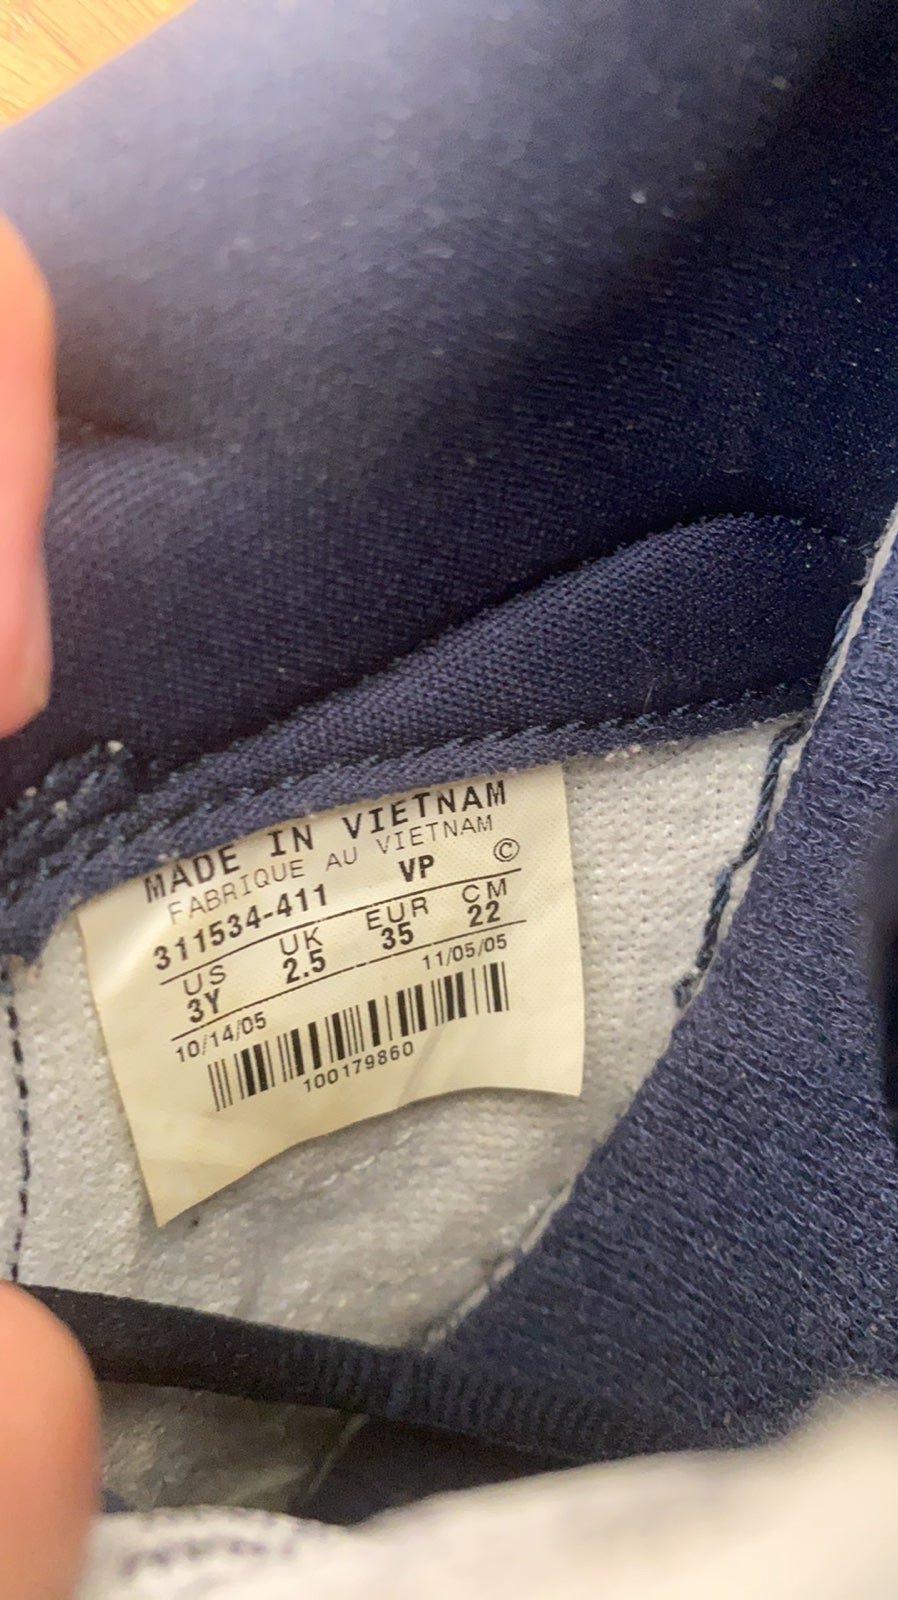 MADE IN VIETNAM
FABRIQUE AU VIETNAM
311534-411 VP ©
US UK EUR CM
3Y 2.5 35 22
10/14/05 11/05/05
100179860